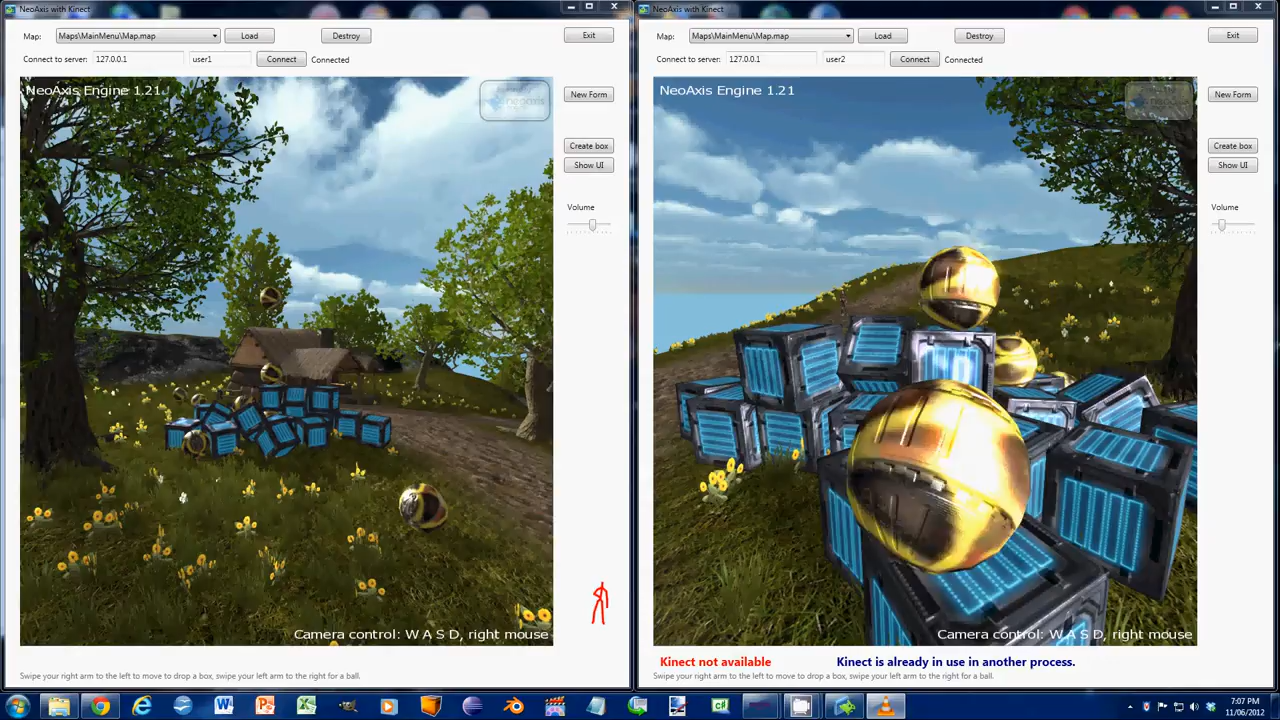 NeoAxis with Kinect
Map: Maps\MainMenu\Map.map Load Destroy Exit
Connect to server: 127.0.0.1 user1 Connect Connected
NeoAxis Engine 1.21
New Form
Create box
Show UI
Volume
Camera control: W A S D, right mouse
Swipe your right arm to the left to move to drop a box, swipe your left arm to the right for a ball.
NeoAxis with Kinect
Map: Maps\MainMenu\Map.map Load Destroy Exit
Connect to server: 127.0.0.1 user2 Connect Connected
NeoAxis Engine 1.21
New Form
Create box
Show UI
Volume
Camera control: W A S D, right mouse
Kinect not available Kinect is already in use in another process.
Swipe your right arm to the left to move to drop a box, swipe your left arm to the right for a ball.
7:07 PM
11/06/2012